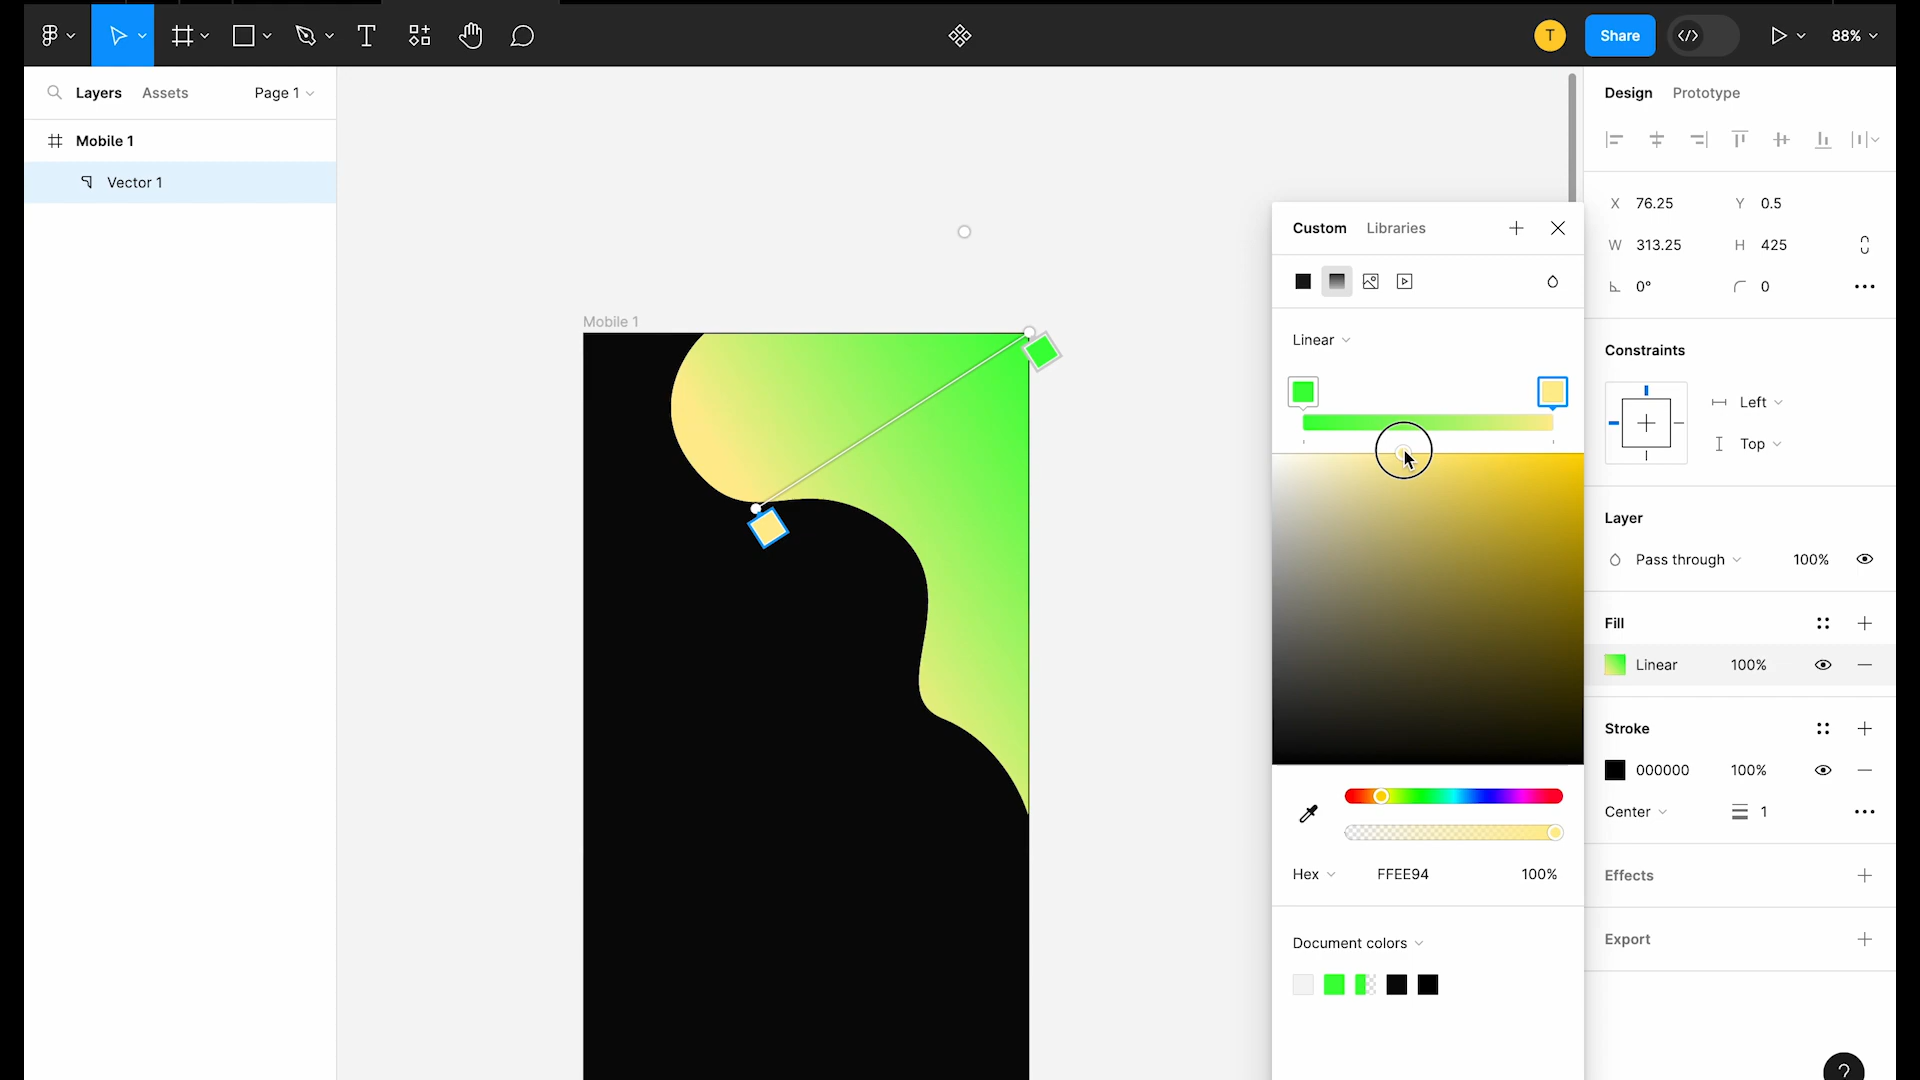 T
Share
88%
Layers
Assets
Page 1
Mobile 1
Vector 1
Mobile 1
Custom
Libraries
Linear
Hex
FFEE94
100%
Document colors
Design
Prototype
X 76.25
Y 0.5
W 313.25
H 425
0°
0
Constraints
Left
Top
Layer
Pass through
100%
Fill
Linear
100%
Stroke
000000
100%
Center
1
Effects
Export
?